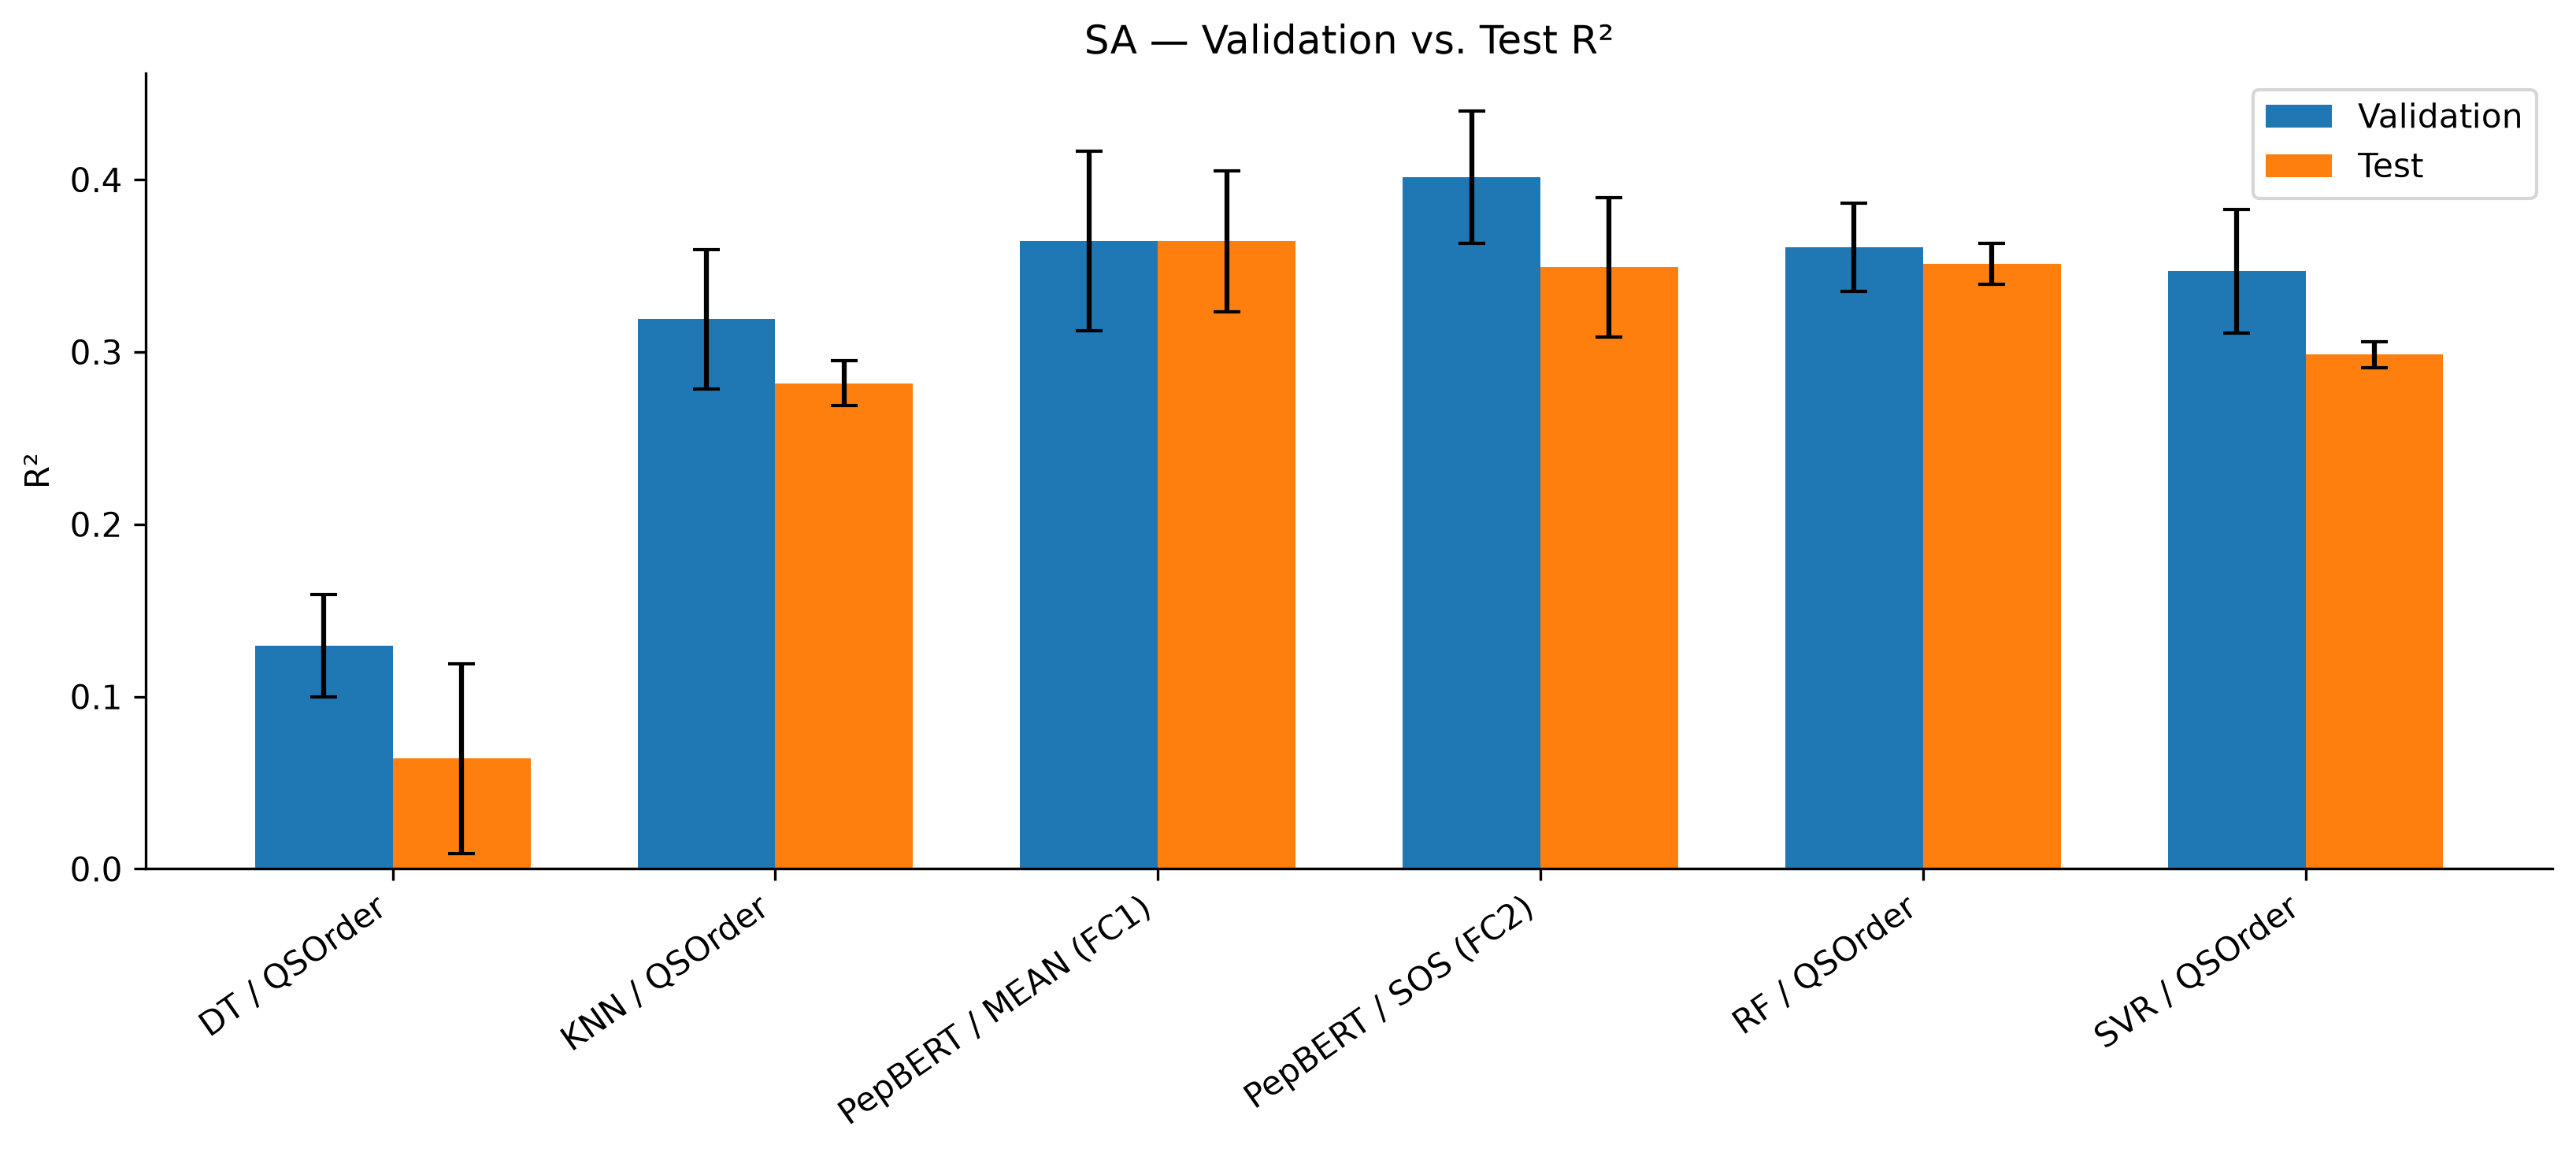 SA — Validation vs. Test R²
Validation
Test
R²
0.4
0.3
0.2
0.1
0.0
DT / QSOrder
KNN / QSOrder
PepBERT / MEAN (FC1)
PepBERT / SOS (FC2)
RF / QSOrder
SVR / QSOrder